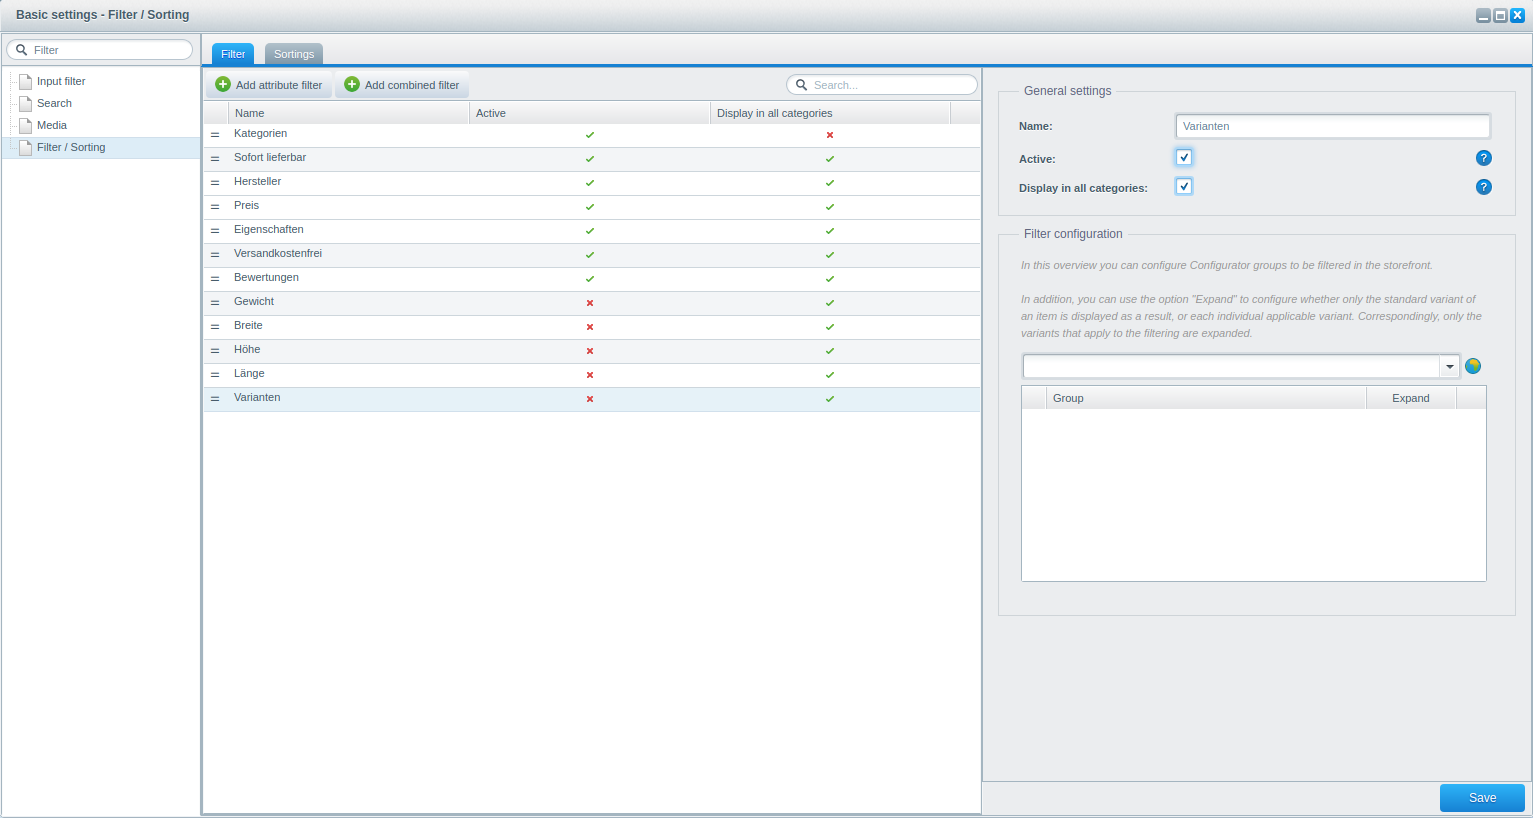 Basic settings - Filter / Sorting
Filter
Input filter
Search
Media
Filter / Sorting
Filter Sortings
Add attribute filter Add combined filter Search...
Name Active Display in all categories
Kategorien
Sofort lieferbar
Hersteller
Preis
Eigenschaften
Versandkostenfrei
Bewertungen
Gewicht
Breite
Höhe
Länge
Varianten
General settings
Name: Varianten
Active:
Display in all categories:
Filter configuration
In this overview you can configure Configurator groups to be filtered in the storefront.
In addition, you can use the option "Expand" to configure whether only the standard variant of
an item is displayed as a result, or each individual applicable variant. Correspondingly, only the
variants that apply to the filtering are expanded.
Group Expand
Save